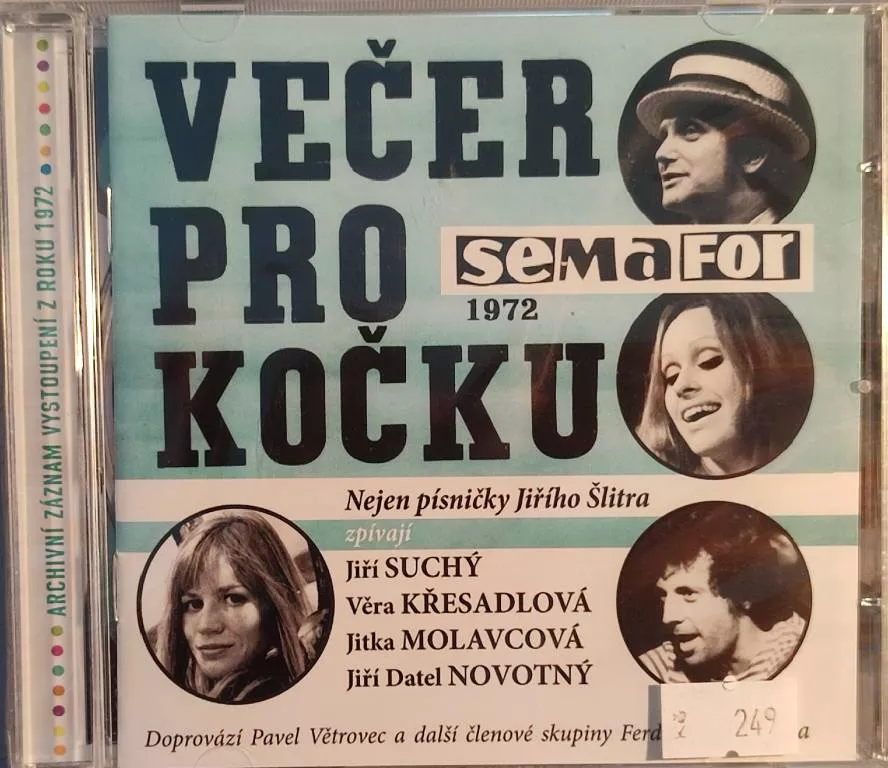 ARCHIVNÍ ZÁZNAM VYSTOUPENÍ Z ROKU 1972
VEČER
PRO
KOČKU
SEMAFOR
1972
Nejen písničky Jiřího Šlitra
zpívají
Jiří SUCHÝ
Věra KŘESADLOVÁ
Jitka MOLAVCOVÁ
Jiří Datel NOVOTNÝ
Doprovází Pavel Větrovec a další členové skupiny
249